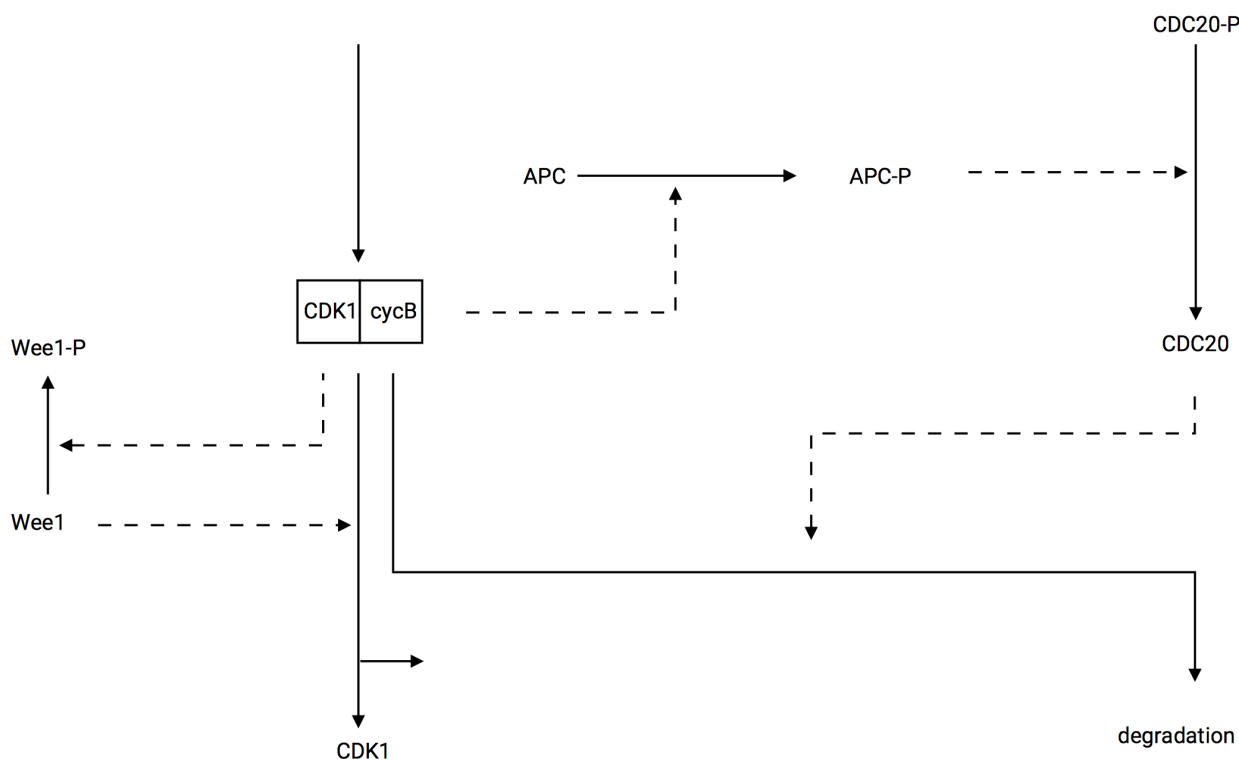 CDC20-P
APC
APC-P
CDK1
cycB
Wee1-P
CDC20
Wee1
degradation
CDK1